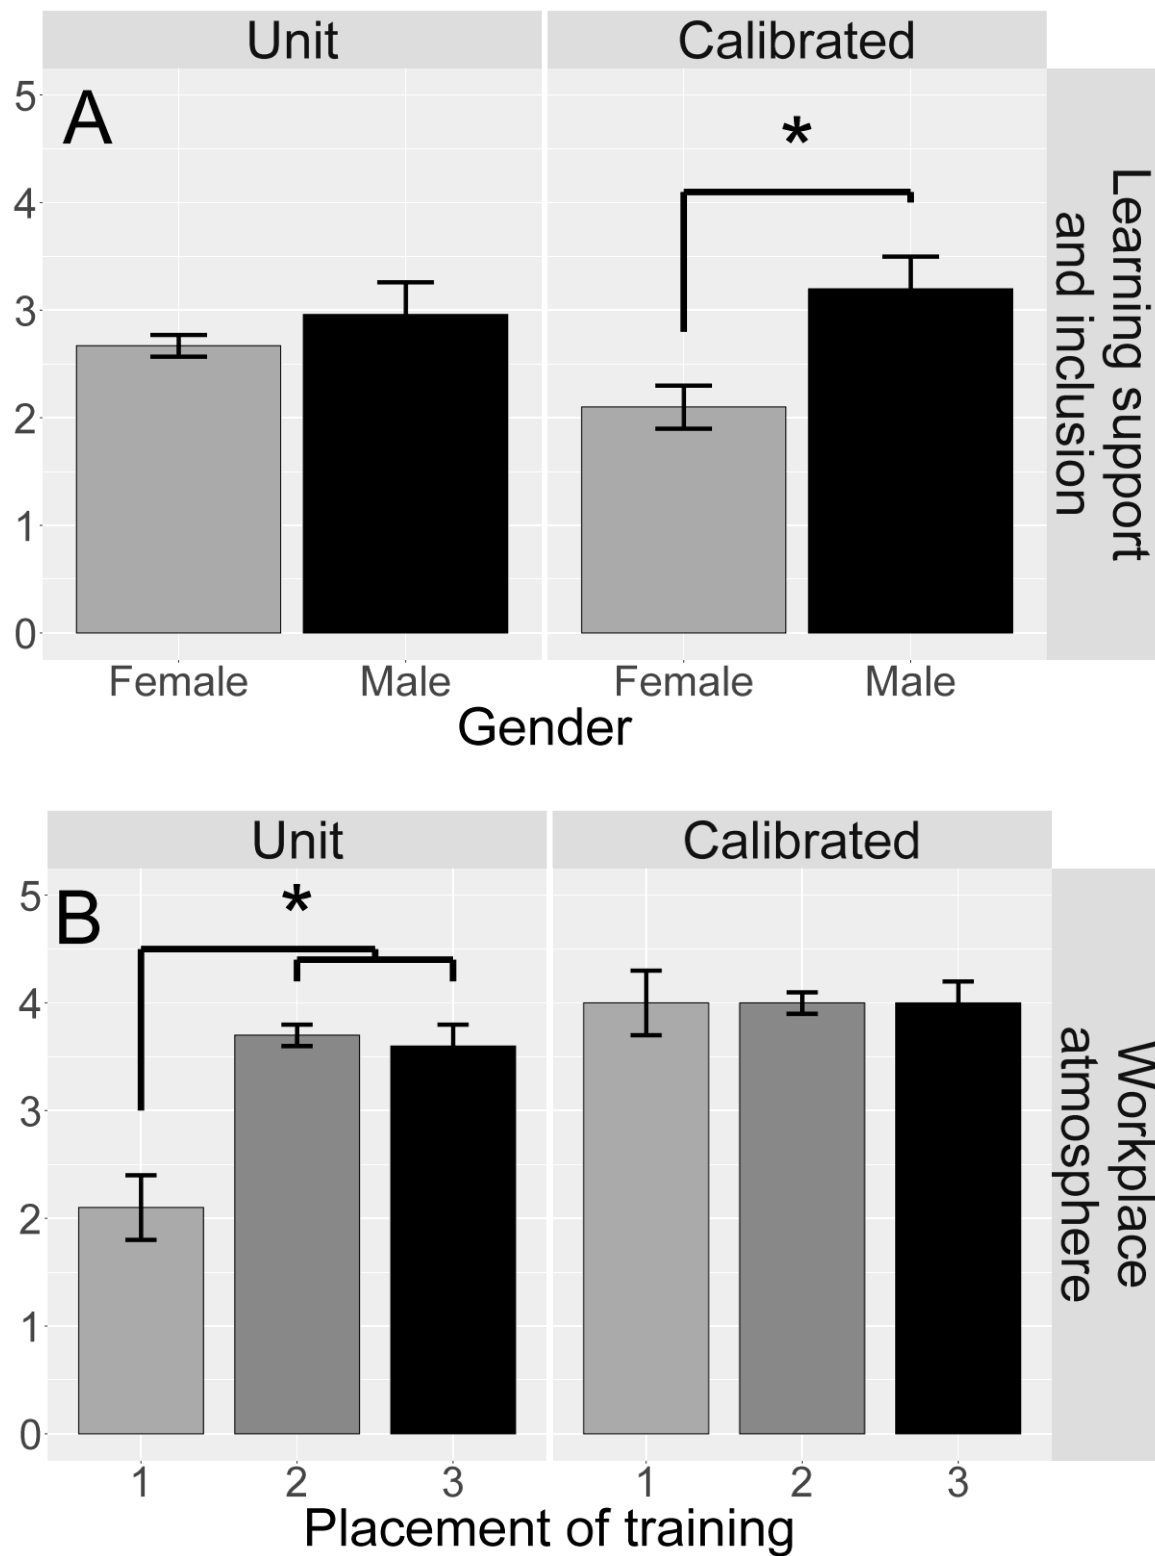 Unit
Calibrated
A
*
5
4
3
2
1
0
Learning support
and inclusion
Female
Male
Female
Male
Gender
Unit
Calibrated
B
*
5
4
3
2
1
0
Workplace
atmosphere
1
2
3
1
2
3
Placement of training